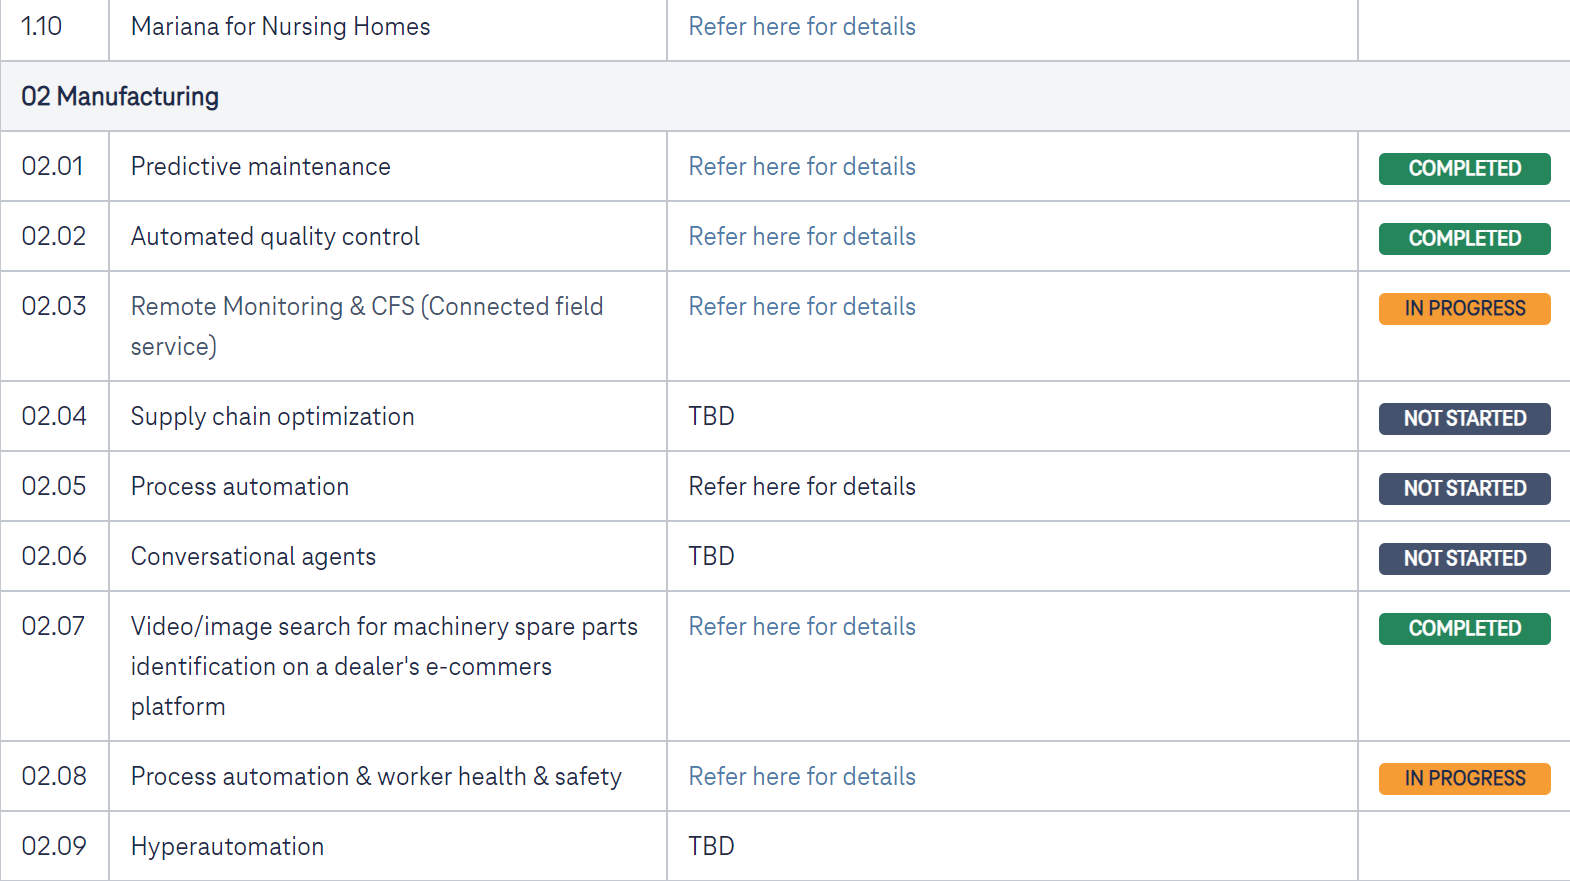 1.10 Mariana for Nursing Homes Refer here for details
02 Manufacturing
02.01 Predictive maintenance Refer here for details COMPLETED
02.02 Automated quality control Refer here for details COMPLETED
02.03 Remote Monitoring & CFS (Connected field Refer here for details IN PROGRESS
service)
02.04 Supply chain optimization TBD NOT STARTED
02.05 Process automation Refer here for details NOT STARTED
02.06 Conversational agents TBD NOT STARTED
02.07 Video/image search for machinery spare parts Refer here for details COMPLETED
identification on a dealer's e-commers
platform
02.08 Process automation & worker health & safety Refer here for details IN PROGRESS
02.09 Hyperautomation TBD